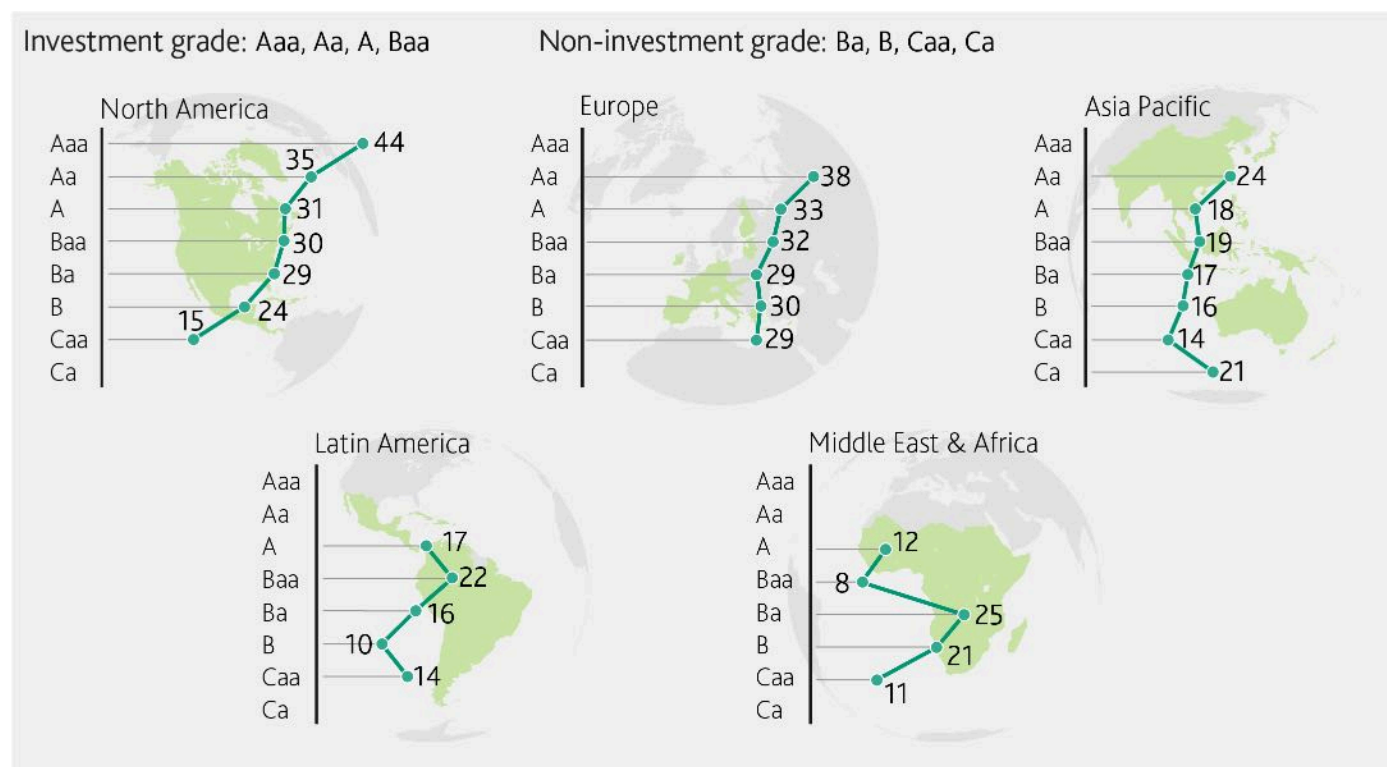 Investment grade: Aaa, Aa, A, Baa
Non-investment grade: Ba, B, Caa, Ca
North America
Aaa 44
Aa 35
A 31
Baa 30
Ba 29
B 24
Caa 15
Ca
Europe
Aaa
Aa 38
A 33
Baa 32
Ba 29
B 30
Caa 29
Ca
Asia Pacific
Aaa
Aa 24
A 18
Baa 19
Ba 17
B 16
Caa 14
Ca 21
Latin America
Aaa
Aa
A 17
Baa 22
Ba 16
B 10
Caa 14
Ca
Middle East & Africa
Aaa
Aa
A 12
Baa 8
Ba 25
B 21
Caa 11
Ca